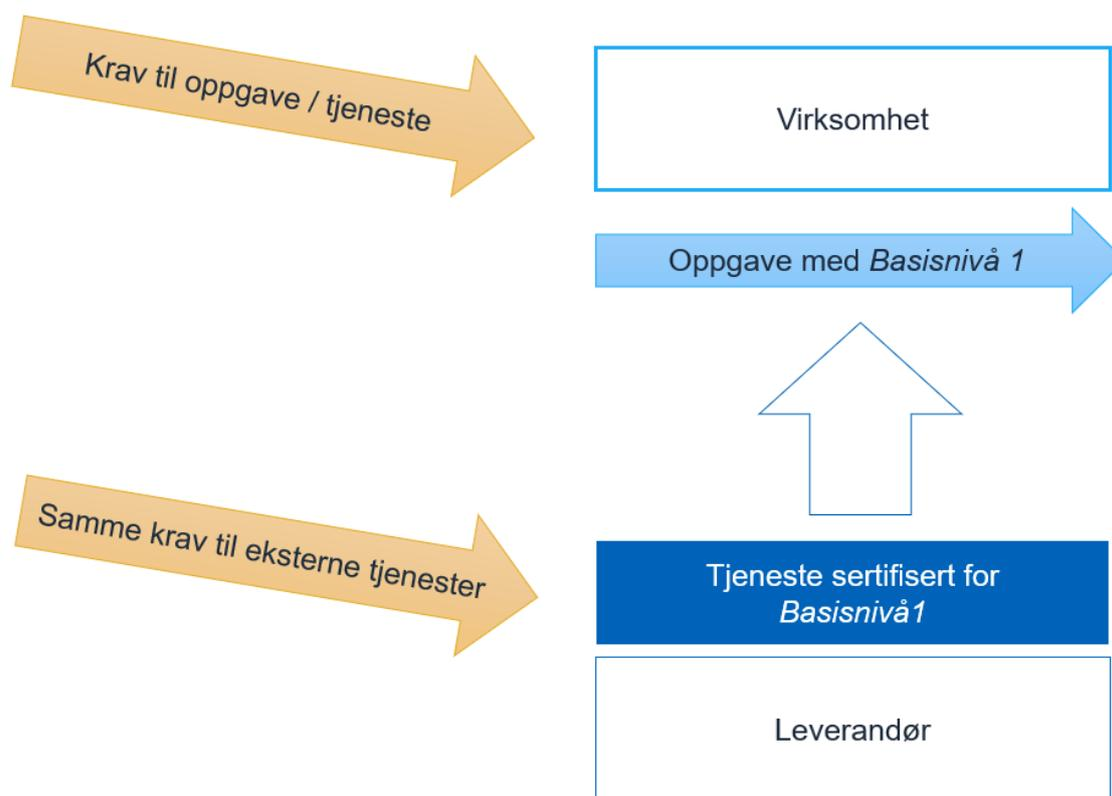 Krav til oppgave / tjeneste
Virksomhet
Oppgave med Basisnivå 1
Samme krav til eksterne tjenester
Tjeneste sertifisert for
Basisnivå1
Leverandør